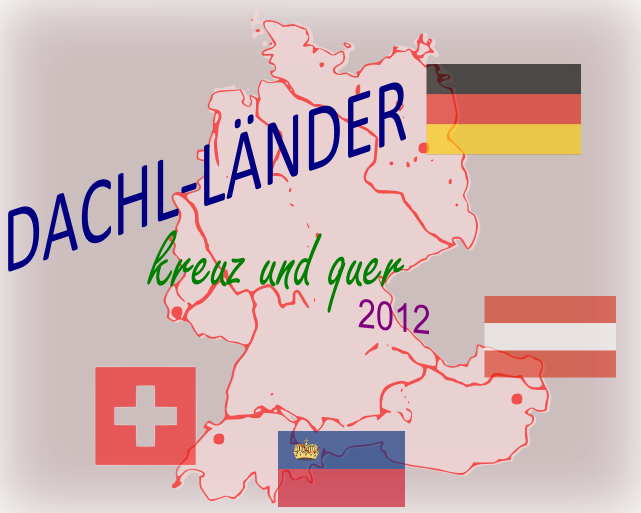 DACHL-LÄNDER
kreuz und quer
2012